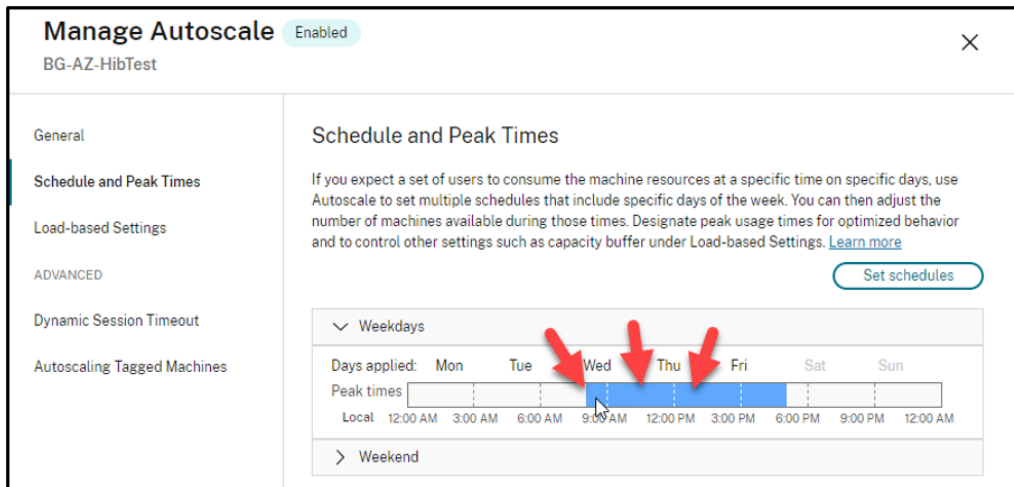 Manage Autoscale Enabled
BG-AZ-HibTest
General
Schedule and Peak Times
Load-based Settings
ADVANCED
Dynamic Session Timeout
Autoscaling Tagged Machines
Schedule and Peak Times
If you expect a set of users to consume the machine resources at a specific time on specific days, use
Autoscale to set multiple schedules that include specific days of the week. You can then adjust the
number of machines available during those times. Designate peak usage times for optimized behavior
and to control other settings such as capacity buffer under Load-based Settings. Learn more
Set schedules
Weekdays
Days applied: Mon Tue Wed Thu Fri Sat Sun
Peak times
Local 12:00 AM 3:00 AM 6:00 AM 9:00 AM 12:00 PM 3:00 PM 6:00 PM 9:00 PM 12:00 AM
Weekend